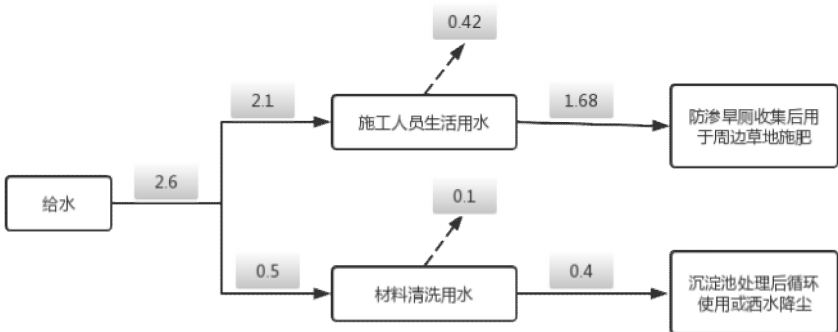 0.42
2.1
施工人员生活用水
1.68
防渗旱厕收集后用
于周边草地施肥
给水
2.6
0.1
0.5
材料清洗用水
0.4
沉淀池处理后循环
使用或洒水降尘